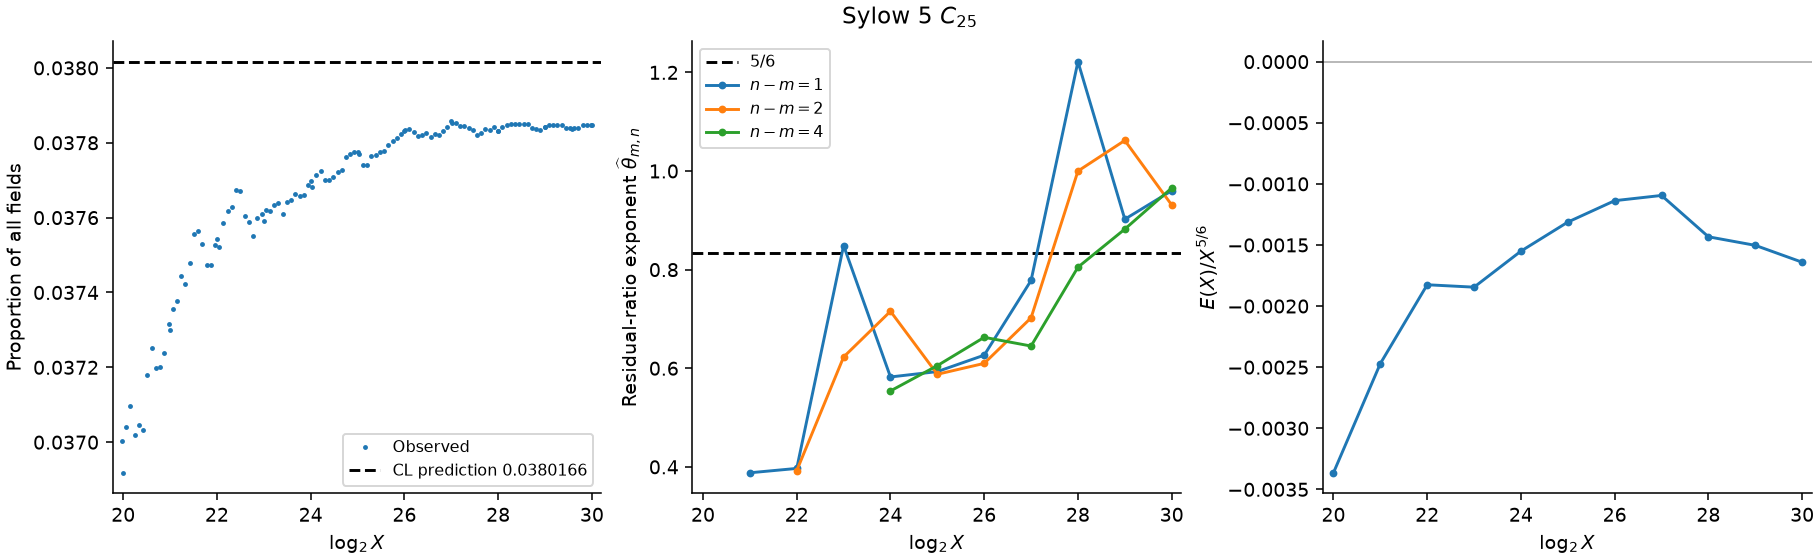 Sylow 5 C₂₅
Proportion of all fields
0.0380
0.0378
0.0376
0.0374
0.0372
0.0370
Observed
CL prediction 0.0380166
20 22 24 26 28 30
log₂ X
Residual-ratio exponent θ̂ₘ,ₙ
1.2
1.0
0.8
0.6
0.4
5/6
n − m = 1
n − m = 2
n − m = 4
20 22 24 26 28 30
log₂ X
E(X)/X^{5/6}
0.0000
−0.0005
−0.0010
−0.0015
−0.0020
−0.0025
−0.0030
−0.0035
20 22 24 26 28 30
log₂ X